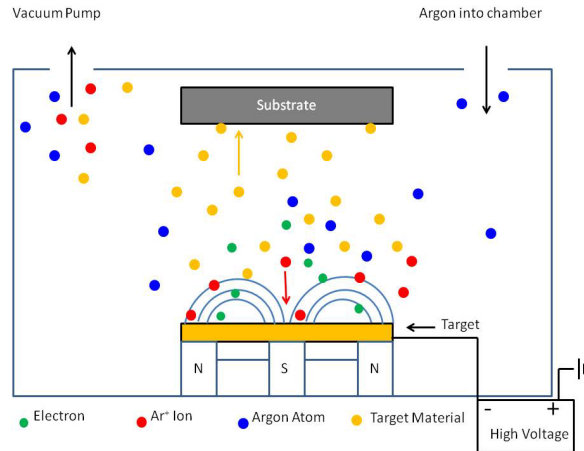 Vacuum Pump
Argon into chamber
Substrate
Target
N
S
N
Electron
Ar⁺ Ion
Argon Atom
Target Material
- +
High Voltage